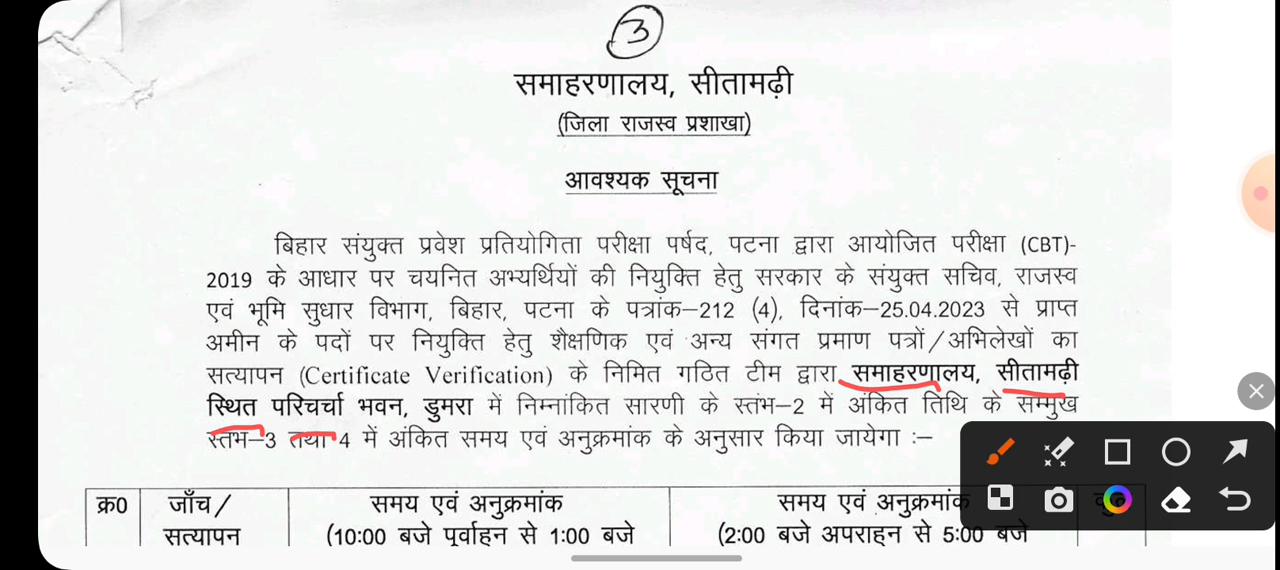 3
समाहरणालय, सीतामढ़ी
(जिला राजस्व प्रशाखा)
आवश्यक सूचना
बिहार संयुक्त प्रवेश प्रतियोगिता परीक्षा पर्षद, पटना द्वारा आयोजित परीक्षा (CBT)-
2019 के आधार पर चयनित अभ्यर्थियों की नियुक्ति हेतु सरकार के संयुक्त सचिव, राजस्व
एवं भूमि सुधार विभाग, बिहार, पटना के पत्रांक–212 (4), दिनांक–25.04.2023 से प्राप्त
अमीन के पदों पर नियुक्ति हेतु शैक्षणिक एवं अन्य संगत प्रमाण पत्रों/अभिलेखों का
सत्यापन (Certificate Verification) के निमित गठित टीम द्वारा समाहरणालय, सीतामढ़ी
स्थित परिचर्चा भवन, डुमरा में निम्नांकित सारणी के स्तंभ–2 में अंकित तिथि के सम्मुख
स्तंभ–3 तथा 4 में अंकित समय एवं अनुक्रमांक के अनुसार किया जायेगा :–
क्र0 जाँच/ समय एवं अनुक्रमांक समय एवं अनुक्रमांक
सत्यापन (10:00 बजे पूर्वाहन से 1:00 बजे (2:00 बजे अपराहन से 5:00 बजे